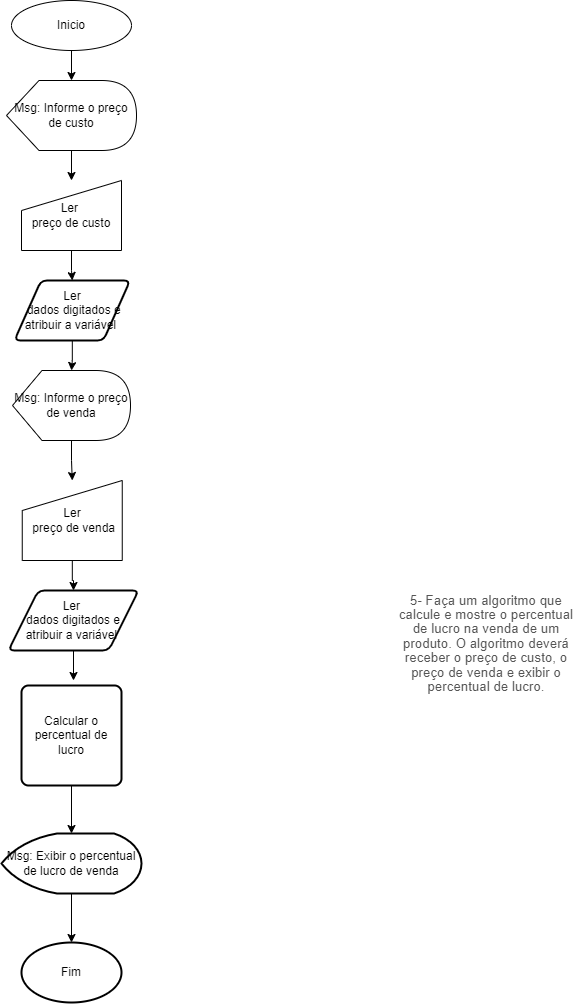 Inicio
Msg: Informe o preço
de custo
Ler
preço de custo
Ler
dados digitados e
atribuir a variável
Msg: Informe o preço
de venda
Ler
preço de venda
Ler
dados digitados e
atribuir a variável
5- Faça um algoritmo que
calcule e mostre o percentual
de lucro na venda de um
produto. O algoritmo deverá
receber o preço de custo, o
preço de venda e exibir o
percentual de lucro.
Calcular o
percentual de
lucro
Msg: Exibir o percentual
de lucro de venda
Fim